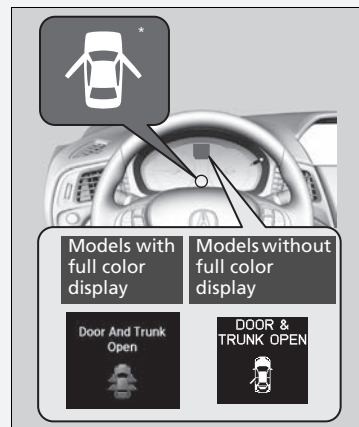 *
Models with
full color
display
Models without
full color
display
Door And Trunk
Open
DOOR &
TRUNK OPEN